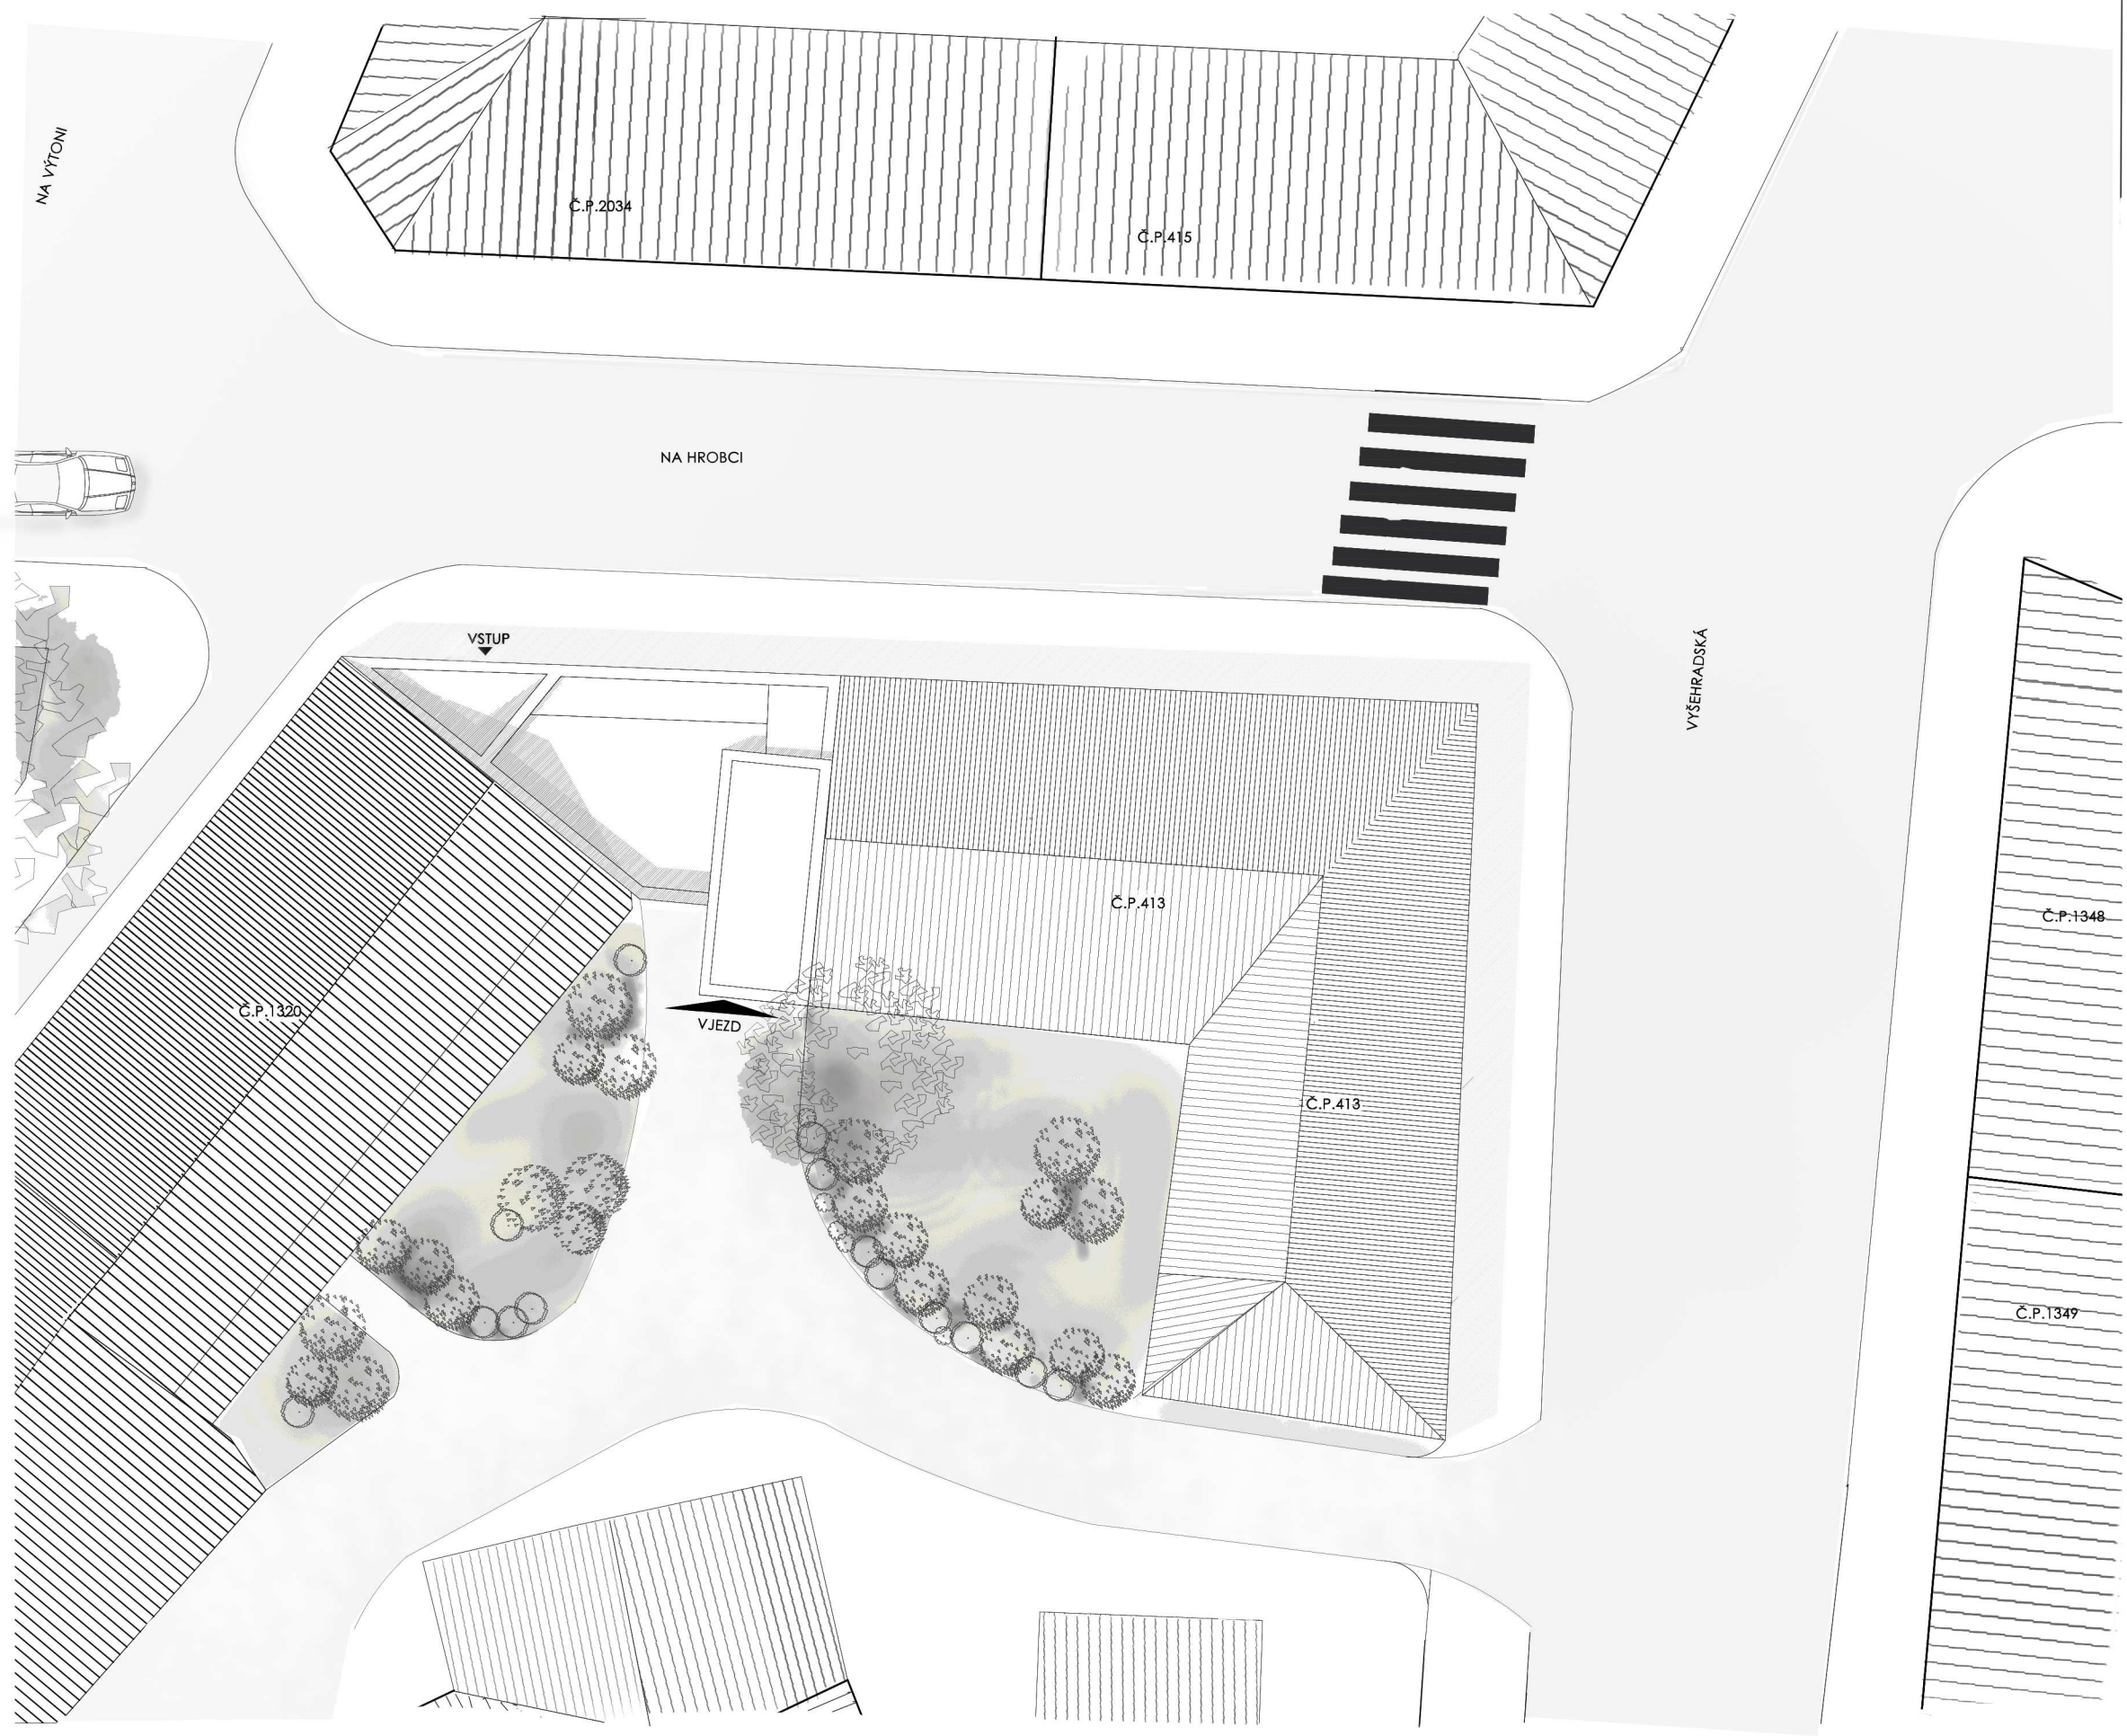 NA VÝTONI
Č.P.2034
Č.P.415
NA HROBCI
VSTUP
VYŠEHRADSKÁ
Č.P.413
Č.P.1348
Č.P.1320
VJEZD
Č.P.413
Č.P.1349